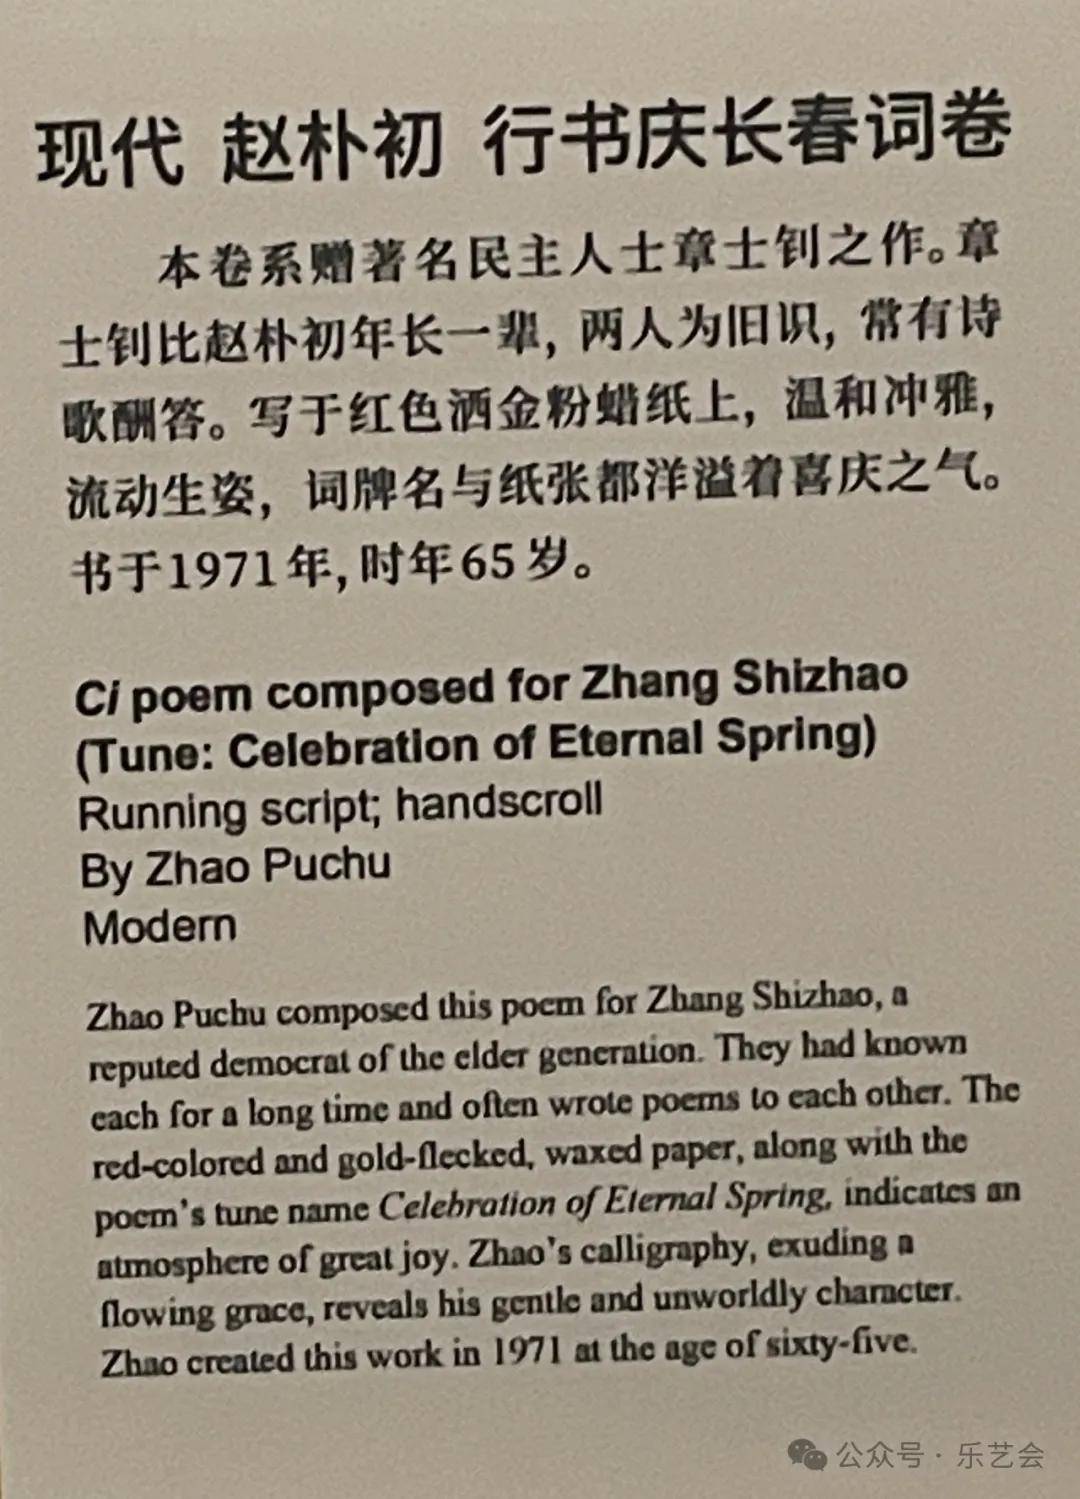 现代 赵朴初 行书庆长春词卷
本卷系赠著名民主人士章士钊之作。章
士钊比赵朴初年长一辈，两人为旧识，常有诗
歌酬答。写于红色洒金粉蜡纸上，温和冲雅，
流动生姿，词牌名与纸张都洋溢着喜庆之气。
书于1971年，时年65岁。
Ci poem composed for Zhang Shizhao
(Tune: Celebration of Eternal Spring)
Running script; handscroll
By Zhao Puchu
Modern
Zhao Puchu composed this poem for Zhang Shizhao, a
reputed democrat of the elder generation. They had known
each for a long time and often wrote poems to each other. The
red-colored and gold-flecked, waxed paper, along with the
poem's tune name Celebration of Eternal Spring, indicates an
atmosphere of great joy. Zhao's calligraphy, exuding a
flowing grace, reveals his gentle and unworldly character.
Zhao created this work in 1971 at the age of sixty-five.
公众号·乐艺会